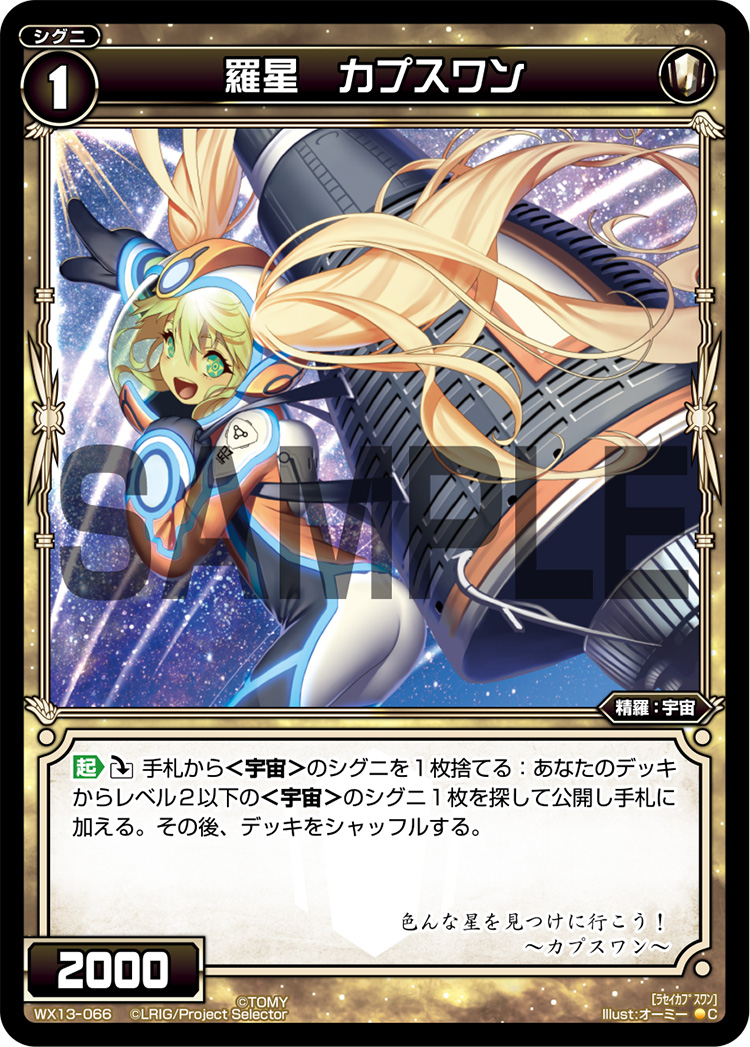 シグニ
1
羅星　カプスワン
SAMPLE
精羅：宇宙
起 手札から<宇宙>のシグニを１枚捨てる：あなたのデッキ
からレベル２以下の<宇宙>のシグニ１枚を探して公開し手札に
加える。その後、デッキをシャッフルする。
色んな星を見つけに行こう！
～カプスワン～
2000
©TOMY
[ﾗｾｲｶﾌﾟｽﾜﾝ]
WX13-066 ©LRIG/Project Selector
Illust:オーミー C